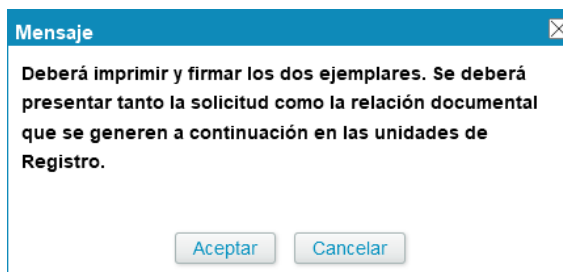 Mensaje
Deberá imprimir y firmar los dos ejemplares. Se deberá
presentar tanto la solicitud como la relación documental
que se generen a continuación en las unidades de
Registro.
Aceptar Cancelar